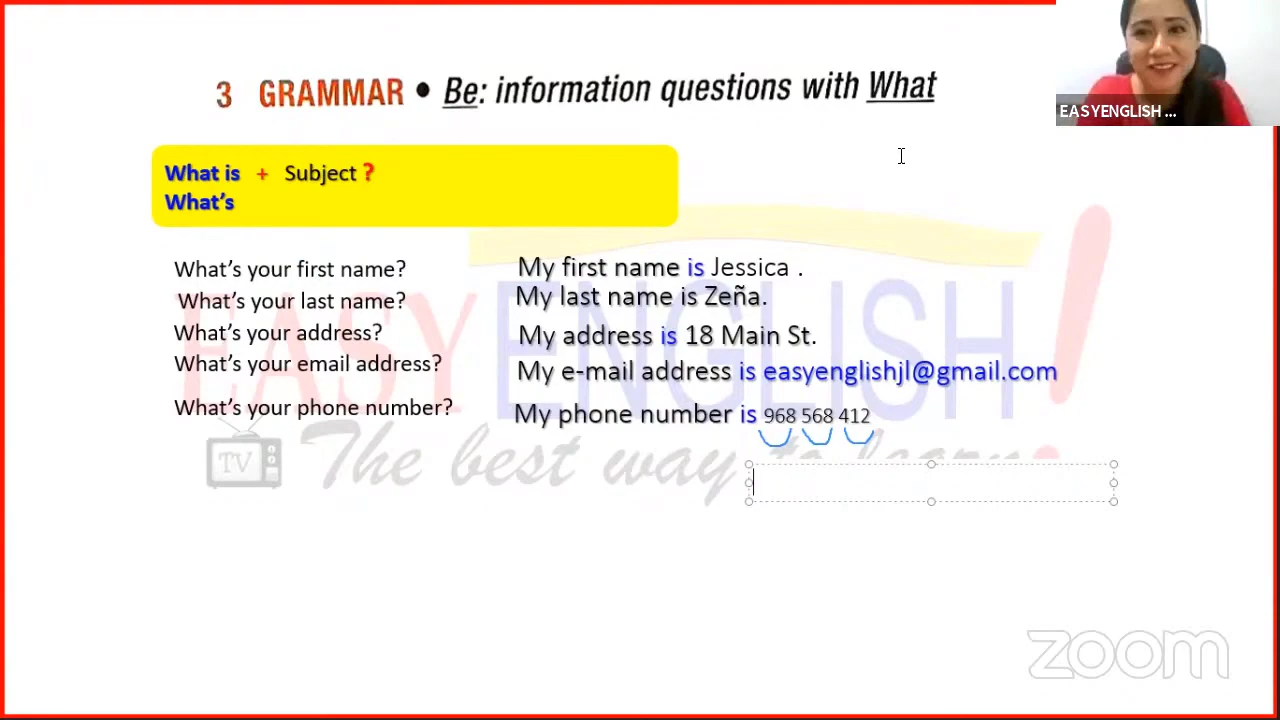 3 GRAMMAR • Be: information questions with What
EASYENGLISH ...
What is + Subject ?
What's
What's your first name? My first name is Jessica .
What's your last name? My last name is Zeña.
What's your address? My address is 18 Main St.
What's your email address? My e-mail address is easyenglishjl@gmail.com
What's your phone number? My phone number is 968 568 412
EASY ENGLISH!
TV The best way to learn!
zoom